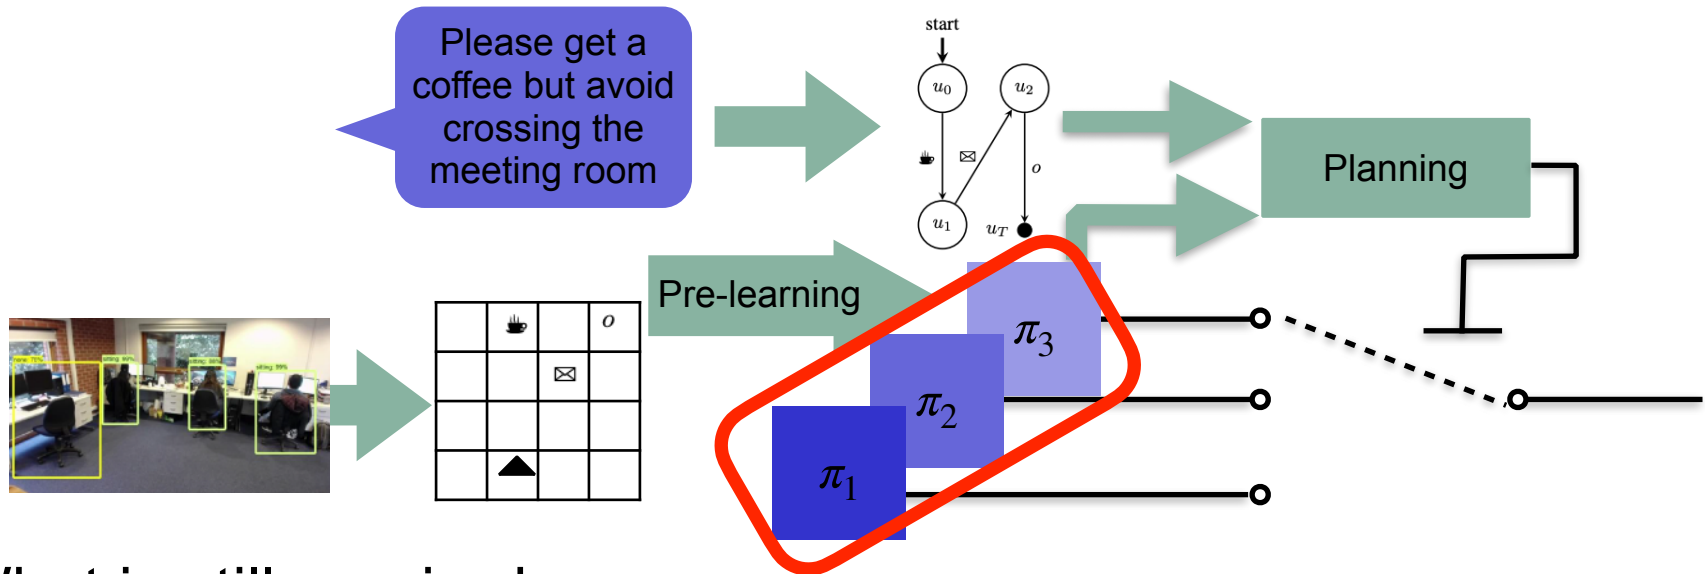 start
Please get a
coffee but avoid
crossing the
meeting room
u0
u2
o
u1
uT
Planning
Pre-learning
π3
π2
π1
o